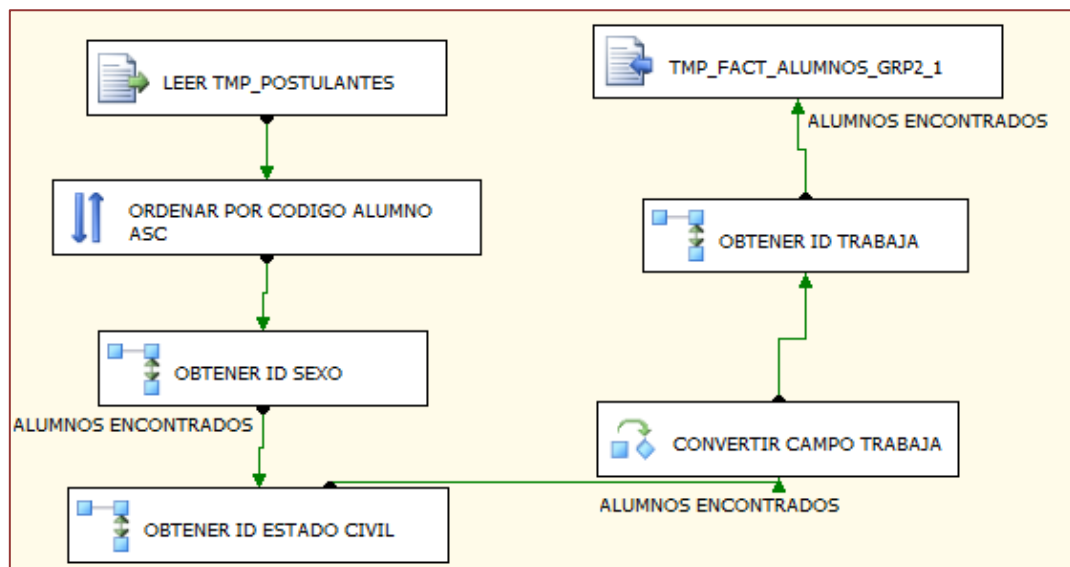 LEER TMP_POSTULANTES
ORDENAR POR CODIGO ALUMNO
ASC
OBTENER ID SEXO
ALUMNOS ENCONTRADOS
OBTENER ID ESTADO CIVIL
ALUMNOS ENCONTRADOS
CONVERTIR CAMPO TRABAJA
OBTENER ID TRABAJA
ALUMNOS ENCONTRADOS
TMP_FACT_ALUMNOS_GRP2_1